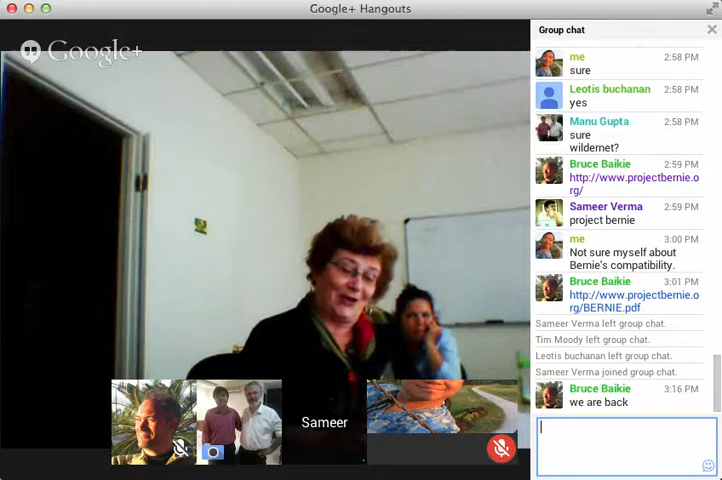 Google+ Hangouts
Google+
Group chat
me 2:58 PM
sure
Leotis buchanan 2:58 PM
yes
Manu Gupta 2:58 PM
sure
wildernet?
Bruce Baikie 2:59 PM
http://www.projectbernie.o
rg/
Sameer Verma 2:59 PM
project bernie
me 3:00 PM
Not sure myself about
Bernie's compatibility.
Bruce Baikie 3:01 PM
http://www.projectbernie.o
rg/BERNIE.pdf
Sameer Verma left group chat.
Tim Moody left group chat.
Leotis buchanan left group chat.
Sameer Verma joined group chat.
Bruce Baikie 3:16 PM
we are back
Sameer